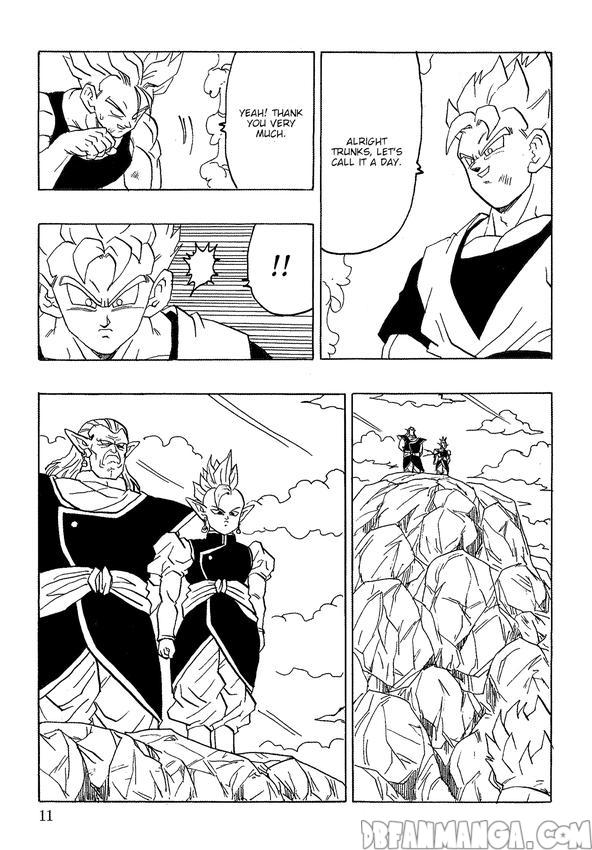 ALRIGHT
TRUNKS, LET'S
CALL IT A DAY.
YEAH! THANK
YOU VERY
MUCH.
!!
11
DBFANMANGA.COM